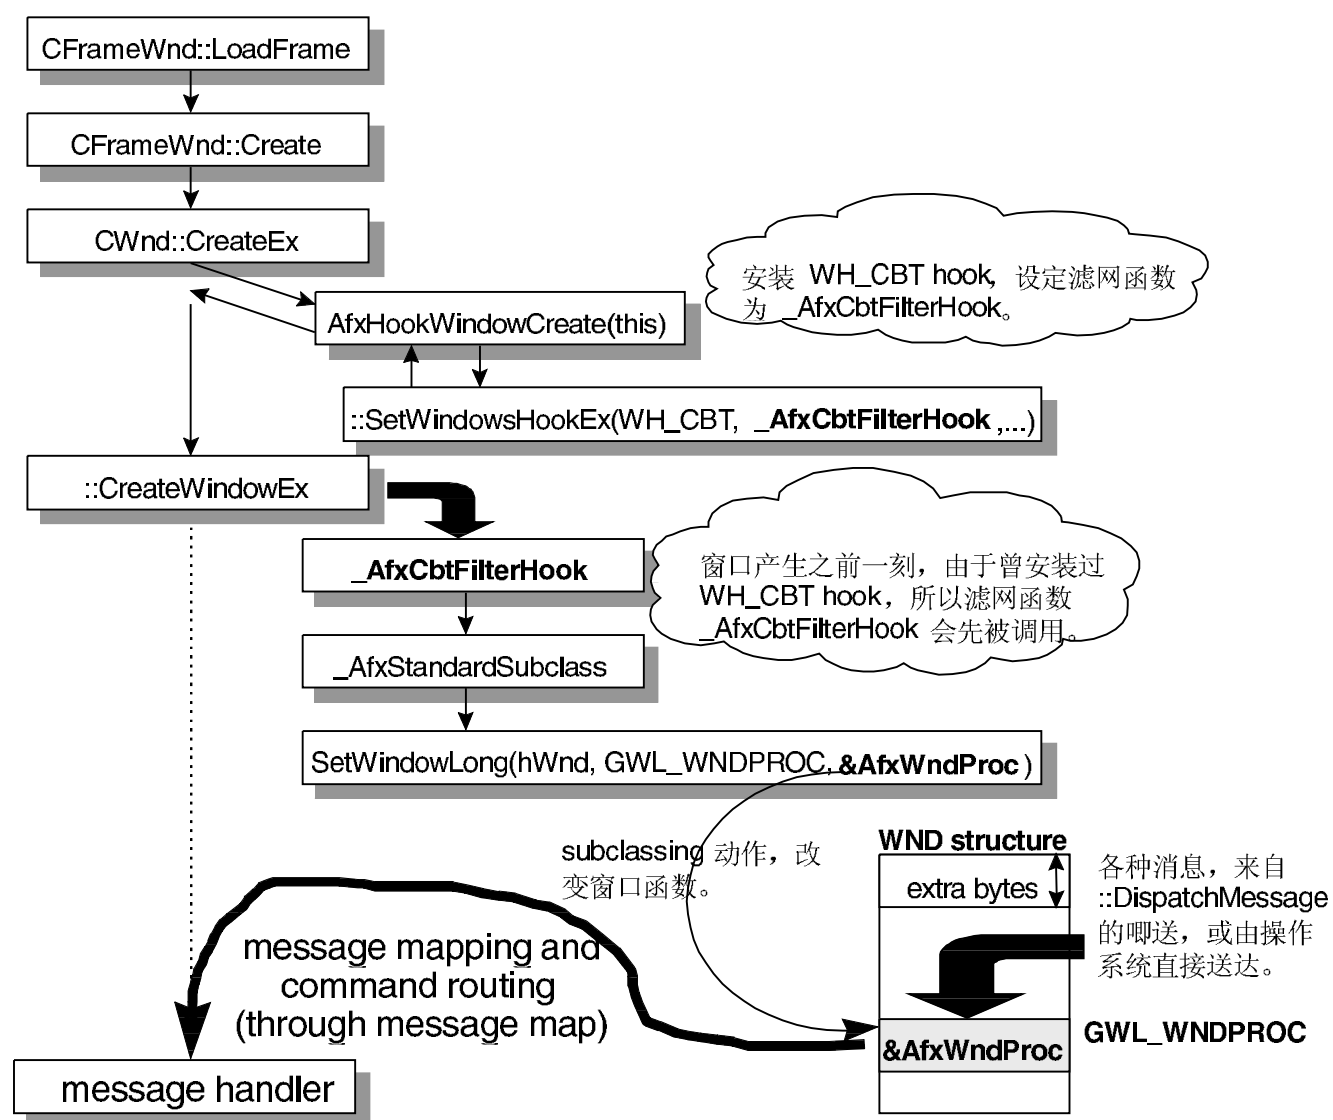 CFrameWnd::LoadFrame
CFrameWnd::Create
CWnd::CreateEx
安装 WH_CBT hook, 设定滤网函数
为 _AfxCbtFilterHook。
AfxHookWindowCreate(this)
::SetWindowsHookEx(WH_CBT, _AfxCbtFilterHook ,...)
::CreateWindowEx
_AfxCbtFilterHook
窗口产生之前一刻，由于曾安装过
WH_CBT hook，所以滤网函数
_AfxCbtFilterHook 会先被调用。
_AfxStandardSubclass
SetWindowLong(hWnd, GWL_WNDPROC, &AfxWndProc)
subclassing 动作，改
变窗口函数。
WND structure
extra bytes
各种消息，来自
::DispatchMessage
的唧送，或由操作
系统直接送达。
message mapping and
command routing
(through message map)
&AfxWndProc
GWL_WNDPROC
message handler